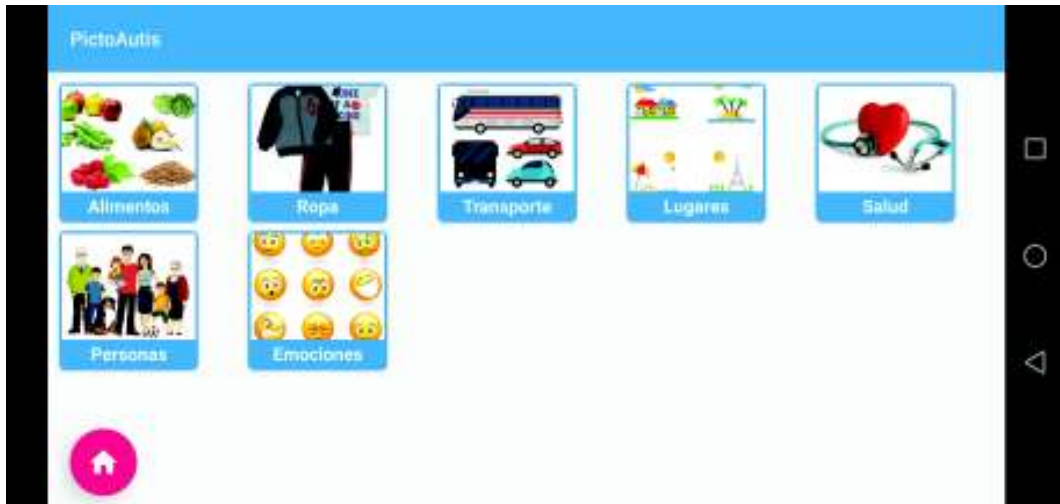 PictoAutis
Alimentos
Ropa
Transporte
Lugares
Salud
Personas
Emociones